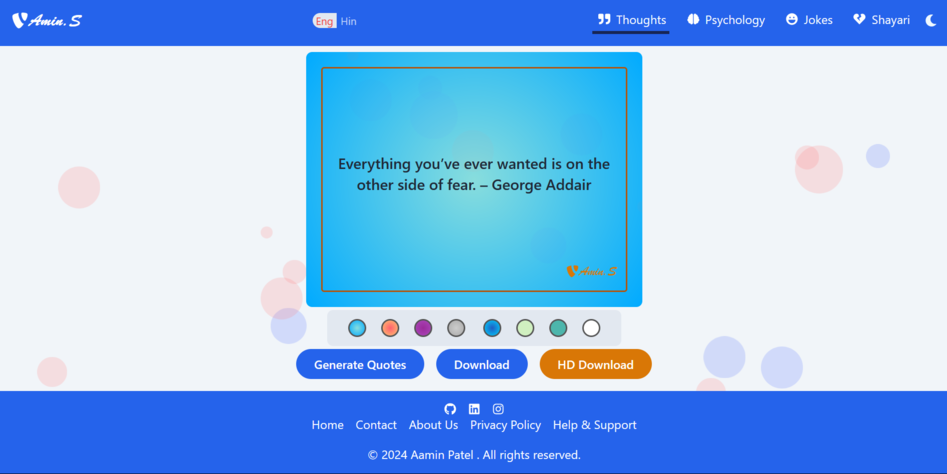 Amin. S
Eng Hin
Thoughts Psychology Jokes Shayari
Everything you’ve ever wanted is on the
other side of fear. – George Addair
Amin. S
Generate Quotes Download HD Download
Home Contact About Us Privacy Policy Help & Support
© 2024 Aamin Patel . All rights reserved.